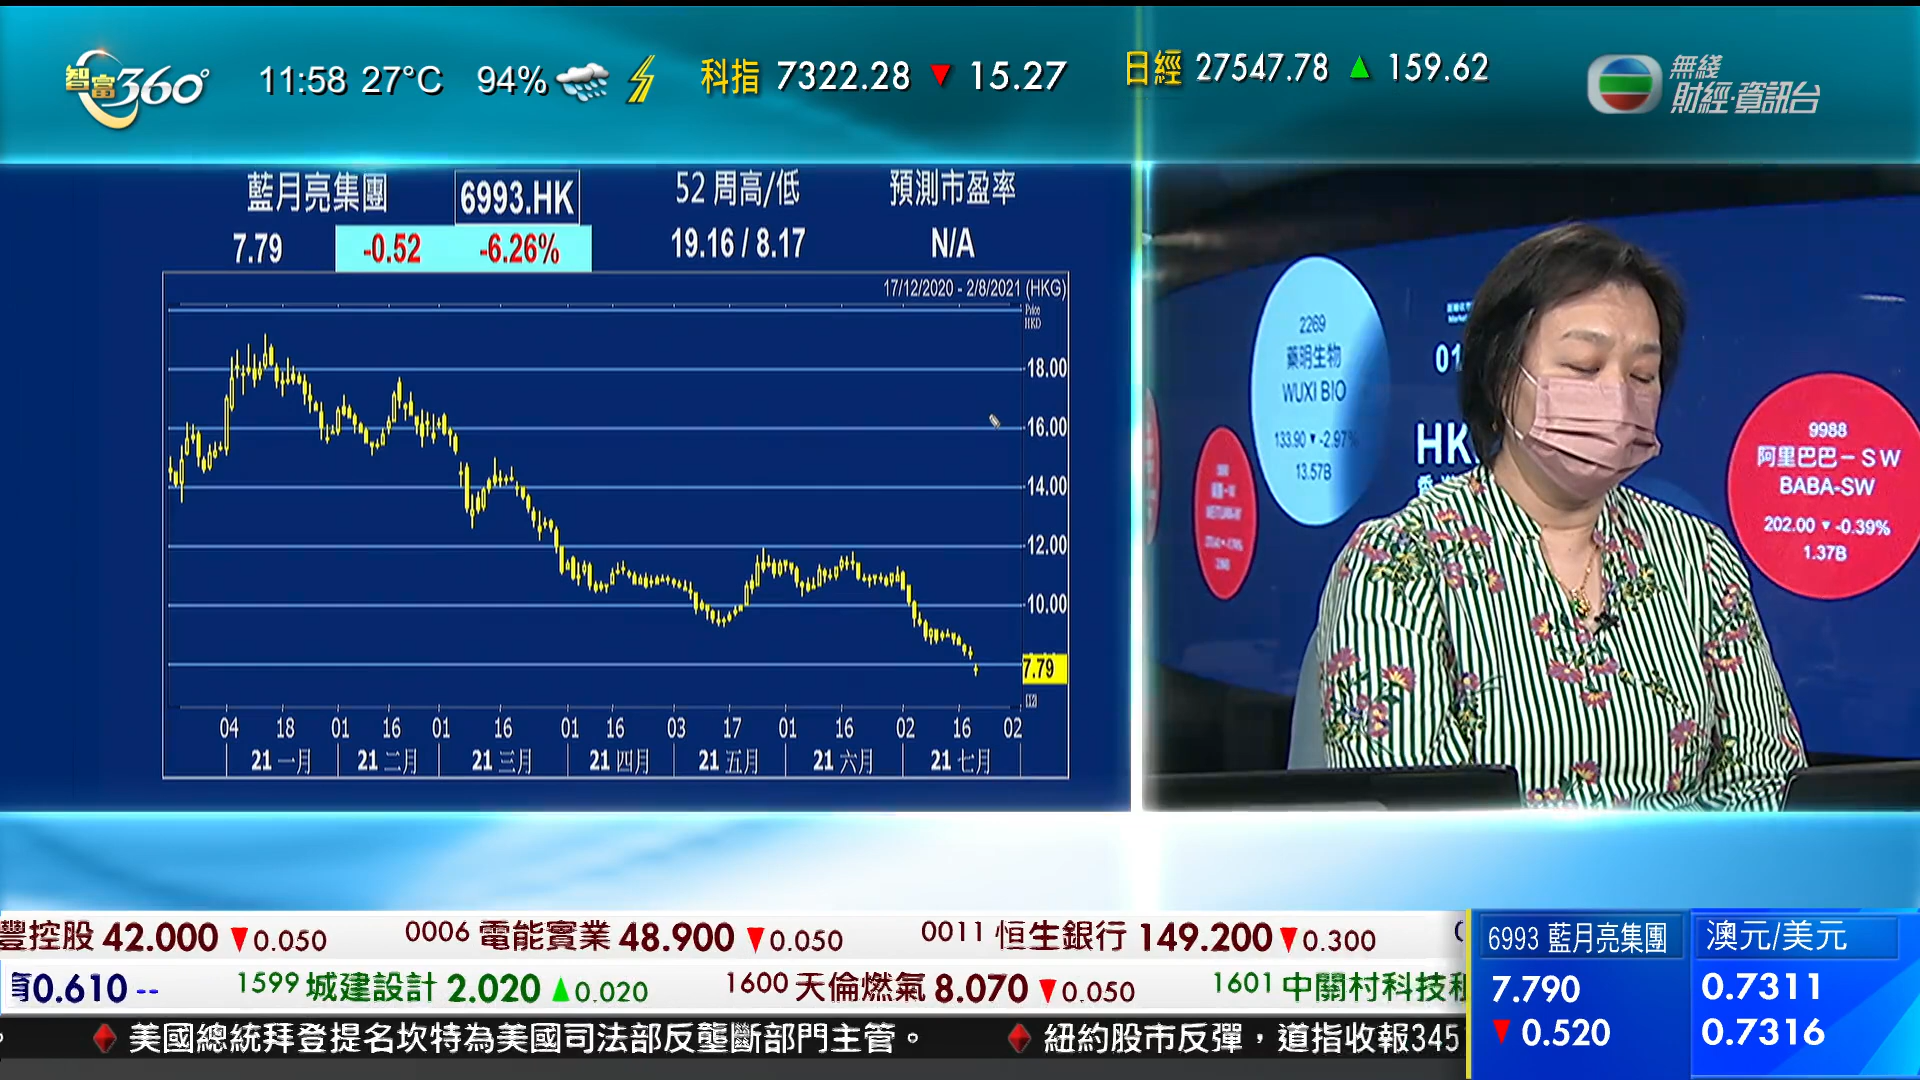 智富360°
11:58 27°C 94%
科指 7322.28 ▼ 15.27
日經 27547.78 ▲ 159.62
無綫
財經·資訊台
藍月亮集團 6993.HK 52 周高/低 預測市盈率
7.79 -0.52 -6.26% 19.16 / 8.17 N/A
17/12/2020 - 2/8/2021 (HKG)
Price
HKD
18.00
16.00
14.00
12.00
10.00
7.79
04 18 01 16 01 16 01 16 03 17 01 16 02 16 02
21 一月 21 二月 21 三月 21 四月 21 五月 21 六月 21 七月
2269
藥明生物
WUXI BIO
133.90 ▼ -2.97%
13.57B
01
HK
9988
阿里巴巴－ＳＷ
BABA-SW
202.00 ▼ -0.39%
1.37B
豐控股 42.000 ▼ 0.050 0006 電能實業 48.900 ▼ 0.050 0011 恒生銀行 149.200 ▼ 0.300
0.610 -- 1599 城建設計 2.020 ▲ 0.020 1600 天倫燃氣 8.070 ▼ 0.050 1601 中關村科技租
美國總統拜登提名坎特為美國司法部反壟斷部門主管。 紐約股市反彈，道指收報345
6993 藍月亮集團
7.790
▼ 0.520
澳元/美元
0.7311
0.7316